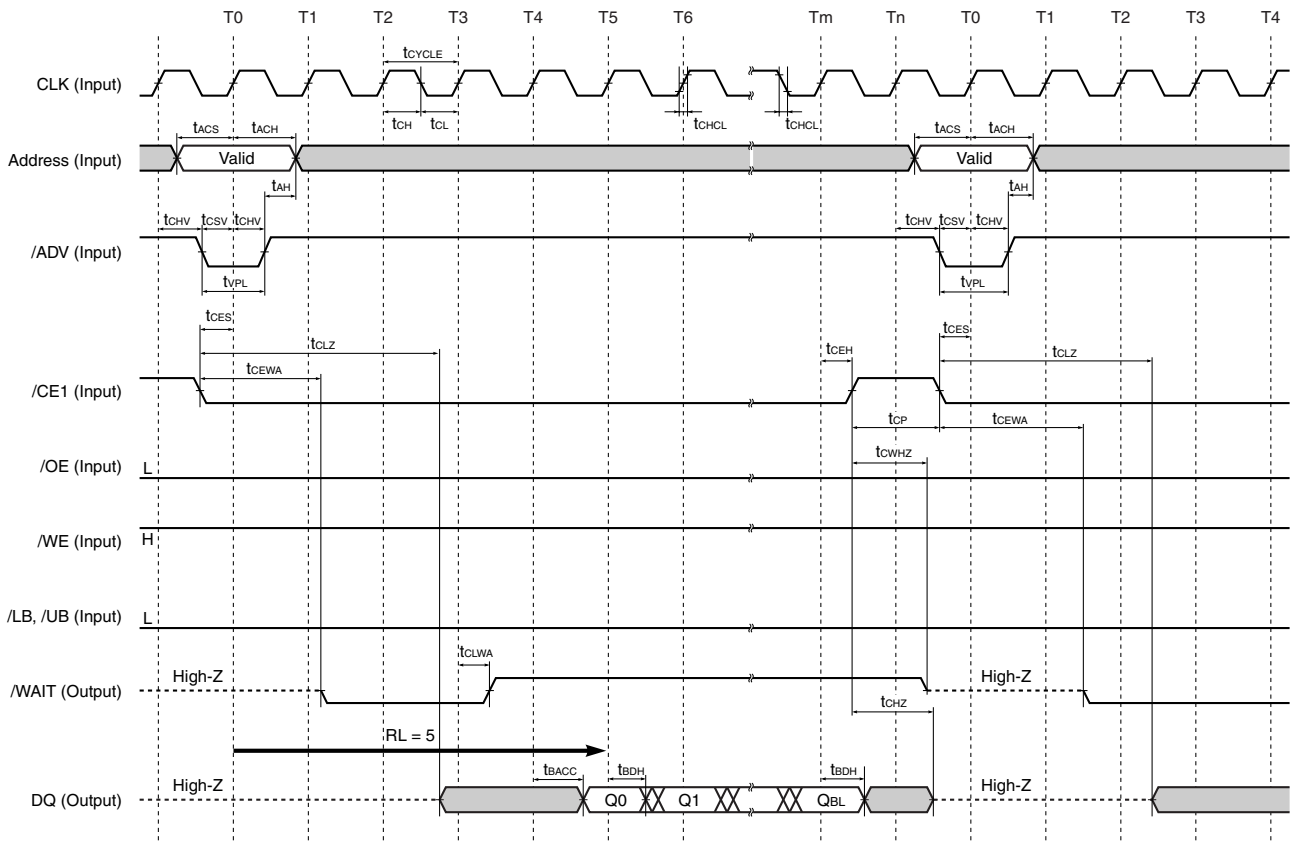 T0 T1 T2 T3 T4 T5 T6 Tm Tn T0 T1 T2 T3 T4
tCYCLE
CLK (Input)
tCH tCL tCHCL tCHCL
tACS tACH tACS tACH
Address (Input) Valid Valid
tAH tAH
tCHV tCSV tCHV tCHV tCSV tCHV
/ADV (Input)
tVPL tVPL
tCES tCES
tCLZ tCEH tCLZ
tCEWA
/CE1 (Input)
tCP tCEWA
tCWHZ
/OE (Input) L
/WE (Input) H
/LB, /UB (Input) L
tCLWA
High-Z High-Z
/WAIT (Output)
tCHZ
RL = 5
tBACC tBDH tBDH
High-Z High-Z
DQ (Output) Q0 Q1 QBL